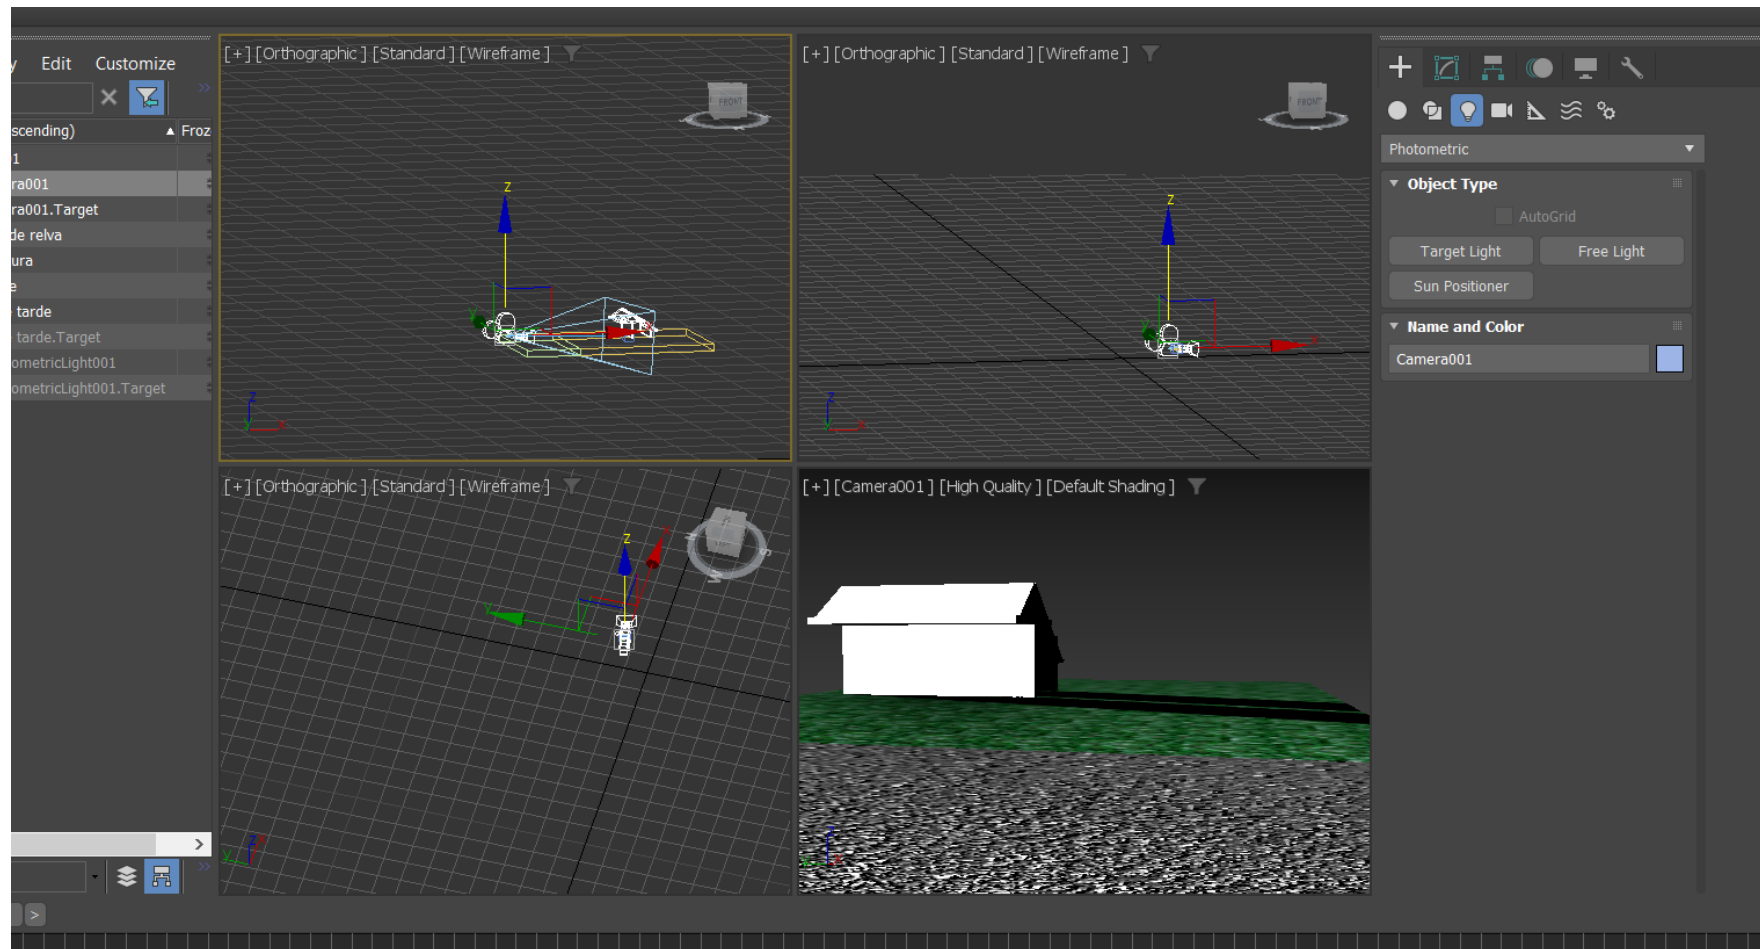 y Edit Customize
scending) ▲ Froz
1
ra001
ra001.Target
de relva
ura
e
tarde
tarde.Target
ometricLight001
ometricLight001.Target
>
[+] [Orthographic] [Standard] [Wireframe]
FRONT
z
x
z
y
x
[+] [Orthographic] [Standard] [Wireframe]
FRONT
z
x
z
y
x
[+] [Orthographic] [Standard] [Wireframe]
S
z
x
y
z
y
[+] [Camera001] [High Quality] [Default Shading]
z
x
Photometric
Object Type
AutoGrid
Target Light Free Light
Sun Positioner
Name and Color
Camera001